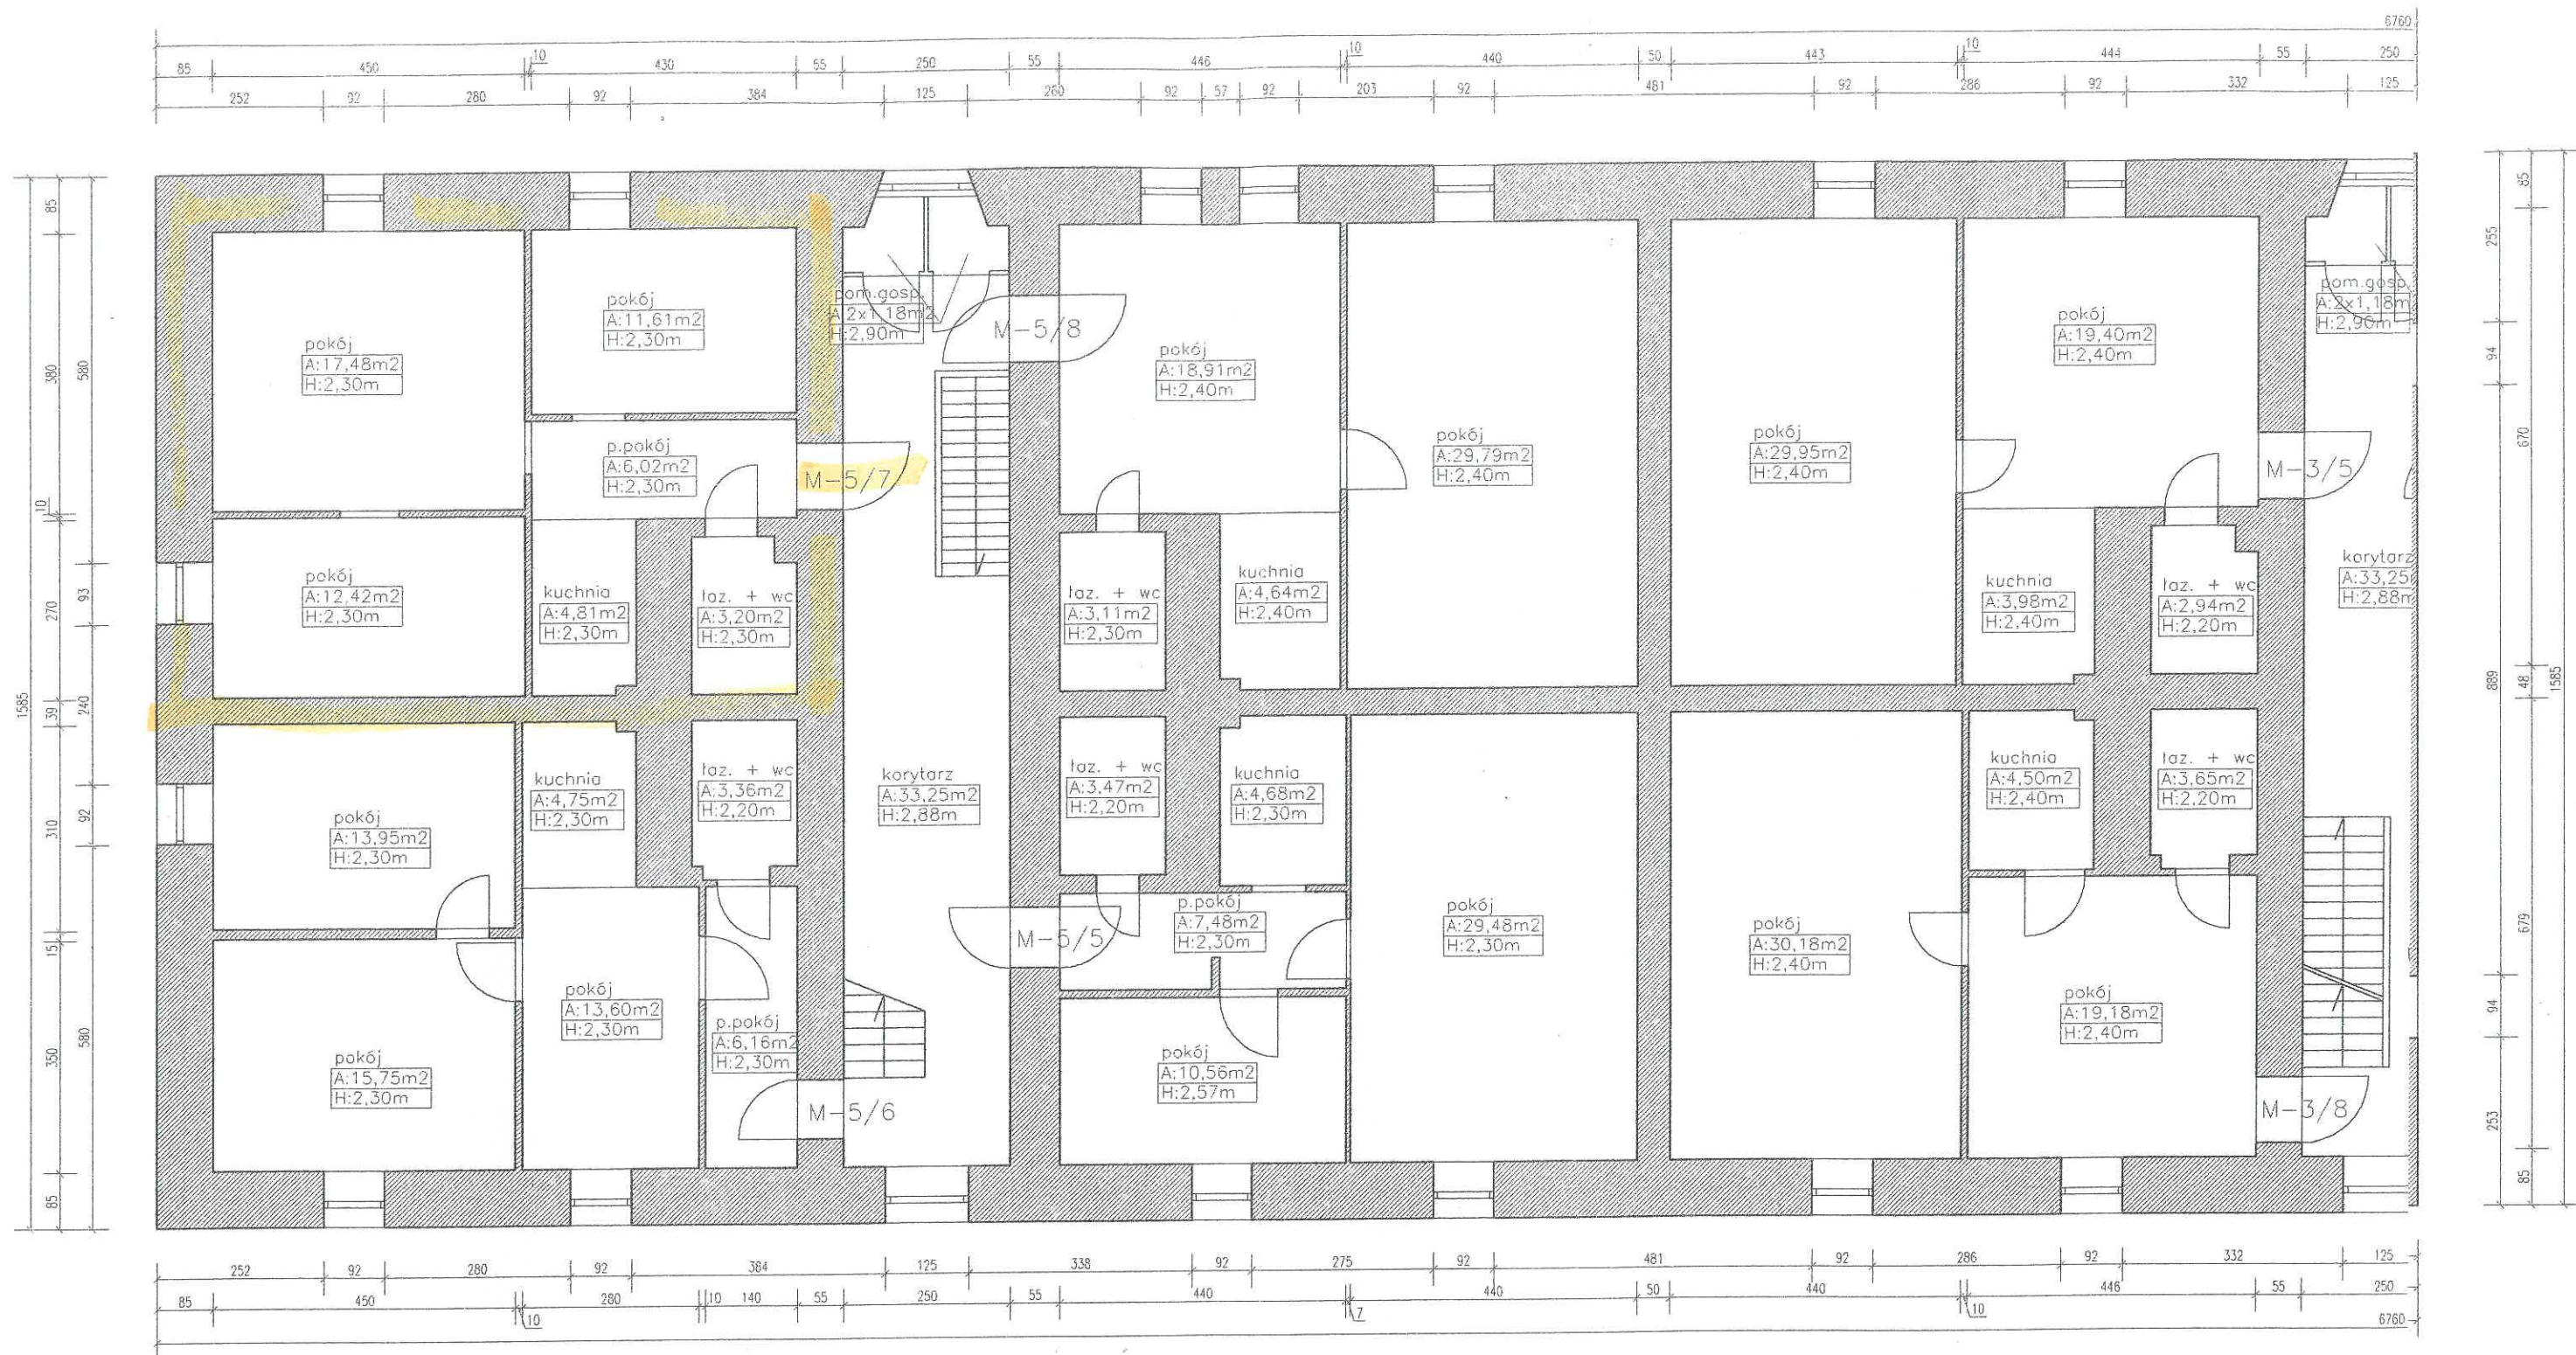 6760
85 450 10 430 55 250 55 446 10 440 50 443 10 444 55 250
252 92 280 92 384 125 260 92 57 92 203 92 481 92 286 92 332 125
85 380 10 270 39 310 15 350 85
580 93 240 92 580
1585
255 94 889 94 253
85 670 48 679 85
1585
pokój
A:17,48m2
H:2,30m
pokój
A:11,61m2
H:2,30m
pom.gosp.
A:2x1,18m2
H:2,90m
M-5/8
pokój
A:18,91m2
H:2,40m
pokój
A:29,79m2
H:2,40m
pokój
A:29,95m2
H:2,40m
pokój
A:19,40m2
H:2,40m
pom.gosp.
A:2x1,18m
H:2,90m
p.pokój
A:6,02m2
H:2,30m
M-5/7
M-3/5
pokój
A:12,42m2
H:2,30m
kuchnia
A:4,81m2
H:2,30m
łaz. + wc
A:3,20m2
H:2,30m
łaz. + wc
A:3,11m2
H:2,30m
kuchnia
A:4,64m2
H:2,40m
kuchnia
A:3,98m2
H:2,40m
łaz. + wc
A:2,94m2
H:2,20m
korytarz
A:33,25
H:2,88m
pokój
A:13,95m2
H:2,30m
kuchnia
A:4,75m2
H:2,30m
łaz. + wc
A:3,36m2
H:2,20m
korytarz
A:33,25m2
H:2,88m
łaz. + wc
A:3,47m2
H:2,20m
kuchnia
A:4,68m2
H:2,30m
kuchnia
A:4,50m2
H:2,40m
łaz. + wc
A:3,65m2
H:2,20m
M-5/5
p.pokój
A:7,48m2
H:2,30m
pokój
A:29,48m2
H:2,30m
pokój
A:30,18m2
H:2,40m
pokój
A:19,18m2
H:2,40m
pokój
A:15,75m2
H:2,30m
pokój
A:13,60m2
H:2,30m
p.pokój
A:6,16m2
H:2,30m
M-5/6
pokój
A:10,56m2
H:2,57m
M-3/8
252 92 280 92 384 125 338 92 275 92 481 92 286 92 332 125
85 450 10 280 10 140 55 250 55 440 7 440 50 440 10 446 55 250
6760